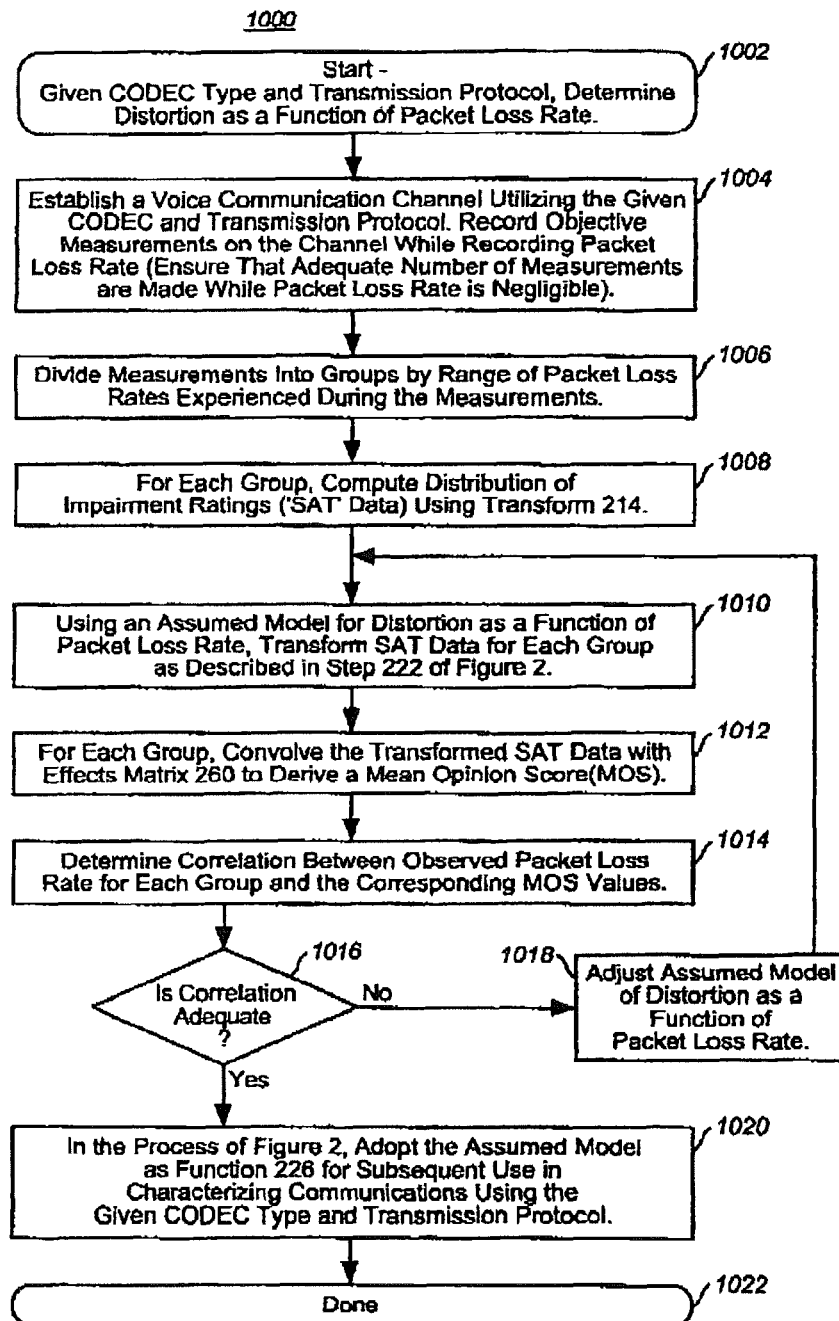 1000
1002
Start -
Given CODEC Type and Transmission Protocol, Determine
Distortion as a Function of Packet Loss Rate.
1004
Establish a Voice Communication Channel Utilizing the Given
CODEC and Transmission Protocol. Record Objective
Measurements on the Channel While Recording Packet
Loss Rate (Ensure That Adequate Number of Measurements
are Made While Packet Loss Rate is Negligible).
1006
Divide Measurements Into Groups by Range of Packet Loss
Rates Experienced During the Measurements.
1008
For Each Group, Compute Distribution of
Impairment Ratings ('SAT' Data) Using Transform 214.
1010
Using an Assumed Model for Distortion as a Function of
Packet Loss Rate, Transform SAT Data for Each Group
as Described in Step 222 of Figure 2.
1012
For Each Group, Convolve the Transformed SAT Data with
Effects Matrix 260 to Derive a Mean Opinion Score(MOS).
1014
Determine Correlation Between Observed Packet Loss
Rate for Each Group and the Corresponding MOS Values.
1016
Is Correlation
Adequate
?
No
Yes
1018
Adjust Assumed Model
of Distortion as a
Function of
Packet Loss Rate.
1020
In the Process of Figure 2, Adopt the Assumed Model
as Function 226 for Subsequent Use in
Characterizing Communications Using the
Given CODEC Type and Transmission Protocol.
1022
Done